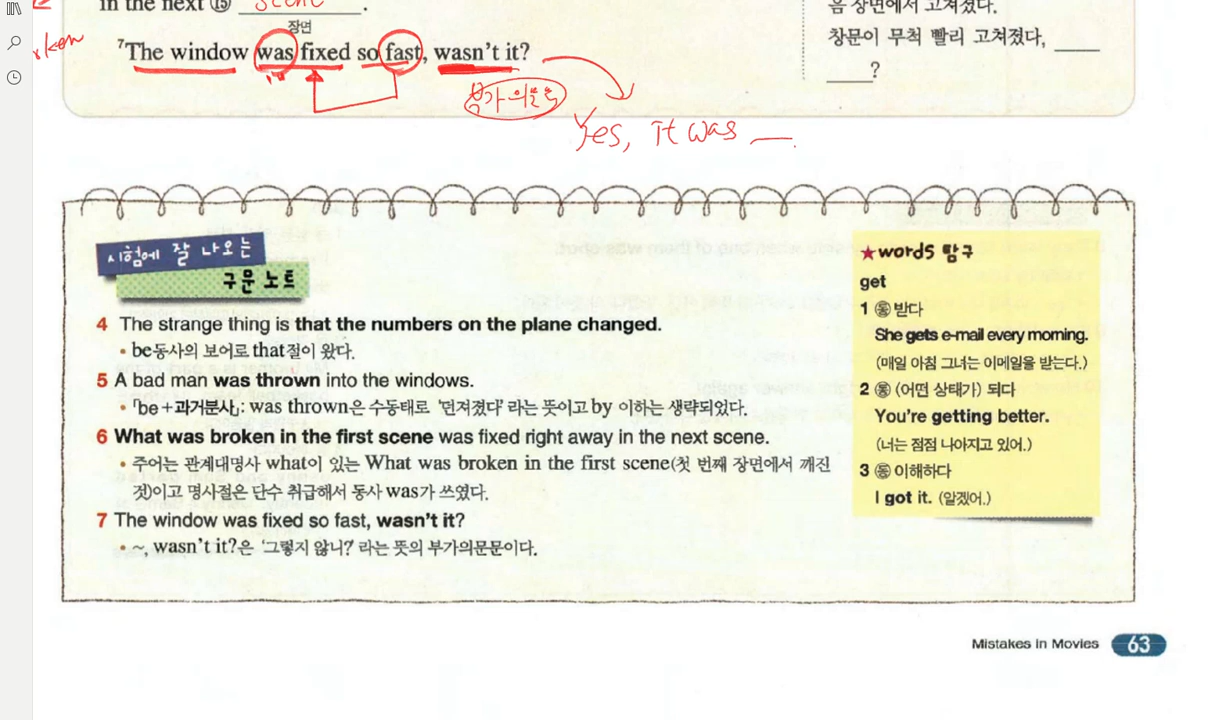 in the next ⑮ scene.
장면
음 장면에서 고쳐졌다.
ken
⁷The window was fixed so fast, wasn't it?
창문이 무척 빨리 고쳐졌다, ____
____?
부가의문문
Yes, it was —.
시험에 잘 나오는
구문 노트
4 The strange thing is that the numbers on the plane changed.
• be동사의 보어로 that절이 왔다.
5 A bad man was thrown into the windows.
• 「be+과거분사」: was thrown은 수동태로 '던져졌다' 라는 뜻이고 by 이하는 생략되었다.
6 What was broken in the first scene was fixed right away in the next scene.
• 주어는 관계대명사 what이 있는 What was broken in the first scene(첫 번째 장면에서 깨진
것)이고 명사절은 단수 취급해서 동사 was가 쓰였다.
7 The window was fixed so fast, wasn't it?
• ~, wasn't it?은 '그렇지 않니?' 라는 뜻의 부가의문문이다.
★words 탐구
get
1 ㊌ 받다
She gets e-mail every morning.
(매일 아침 그녀는 이메일을 받는다.)
2 동 (어떤 상태가) 되다
You're getting better.
(너는 점점 나아지고 있어.)
3 동 이해하다
I got it. (알겠어.)
Mistakes in Movies 63